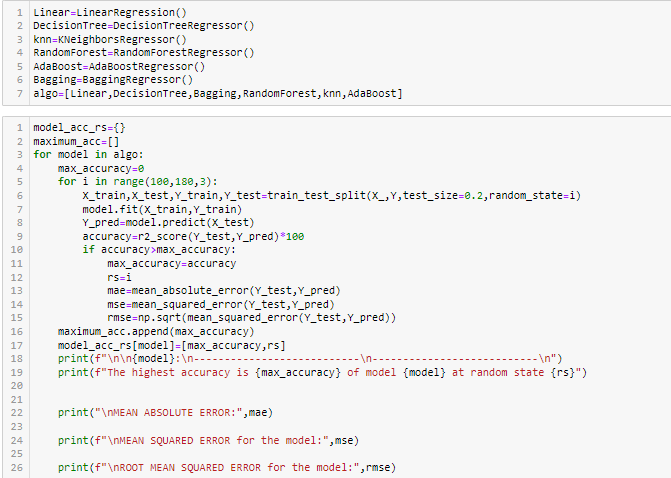 1 Linear=LinearRegression()
2 DecisionTree=DecisionTreeRegressor()
3 knn=KNeighborsRegressor()
4 RandomForest=RandomForestRegressor()
5 AdaBoost=AdaBoostRegressor()
6 Bagging=BaggingRegressor()
7 algo=[Linear,DecisionTree,Bagging,RandomForest,knn,AdaBoost]
1 model_acc_rs={}
2 maximum_acc=[]
3 for model in algo:
4     max_accuracy=0
5     for i in range(100,180,3):
6         X_train,X_test,Y_train,Y_test=train_test_split(X_,Y,test_size=0.2,random_state=i)
7         model.fit(X_train,Y_train)
8         Y_pred=model.predict(X_test)
9         accuracy=r2_score(Y_test,Y_pred)*100
10         if accuracy>max_accuracy:
11             max_accuracy=accuracy
12             rs=i
13             mae=mean_absolute_error(Y_test,Y_pred)
14             mse=mean_squared_error(Y_test,Y_pred)
15             rmse=np.sqrt(mean_squared_error(Y_test,Y_pred))
16     maximum_acc.append(max_accuracy)
17     model_acc_rs[model]=[max_accuracy,rs]
18     print(f"\n\n{model}:\n---------------------------\n---------------------------\n")
19     print(f"The highest accuracy is {max_accuracy} of model {model} at random state {rs}")
20
21
22     print("\nMEAN ABSOLUTE ERROR:",mae)
23
24     print(f"\nMEAN SQUARED ERROR for the model:",mse)
25
26     print(f"\nROOT MEAN SQUARED ERROR for the model:",rmse)